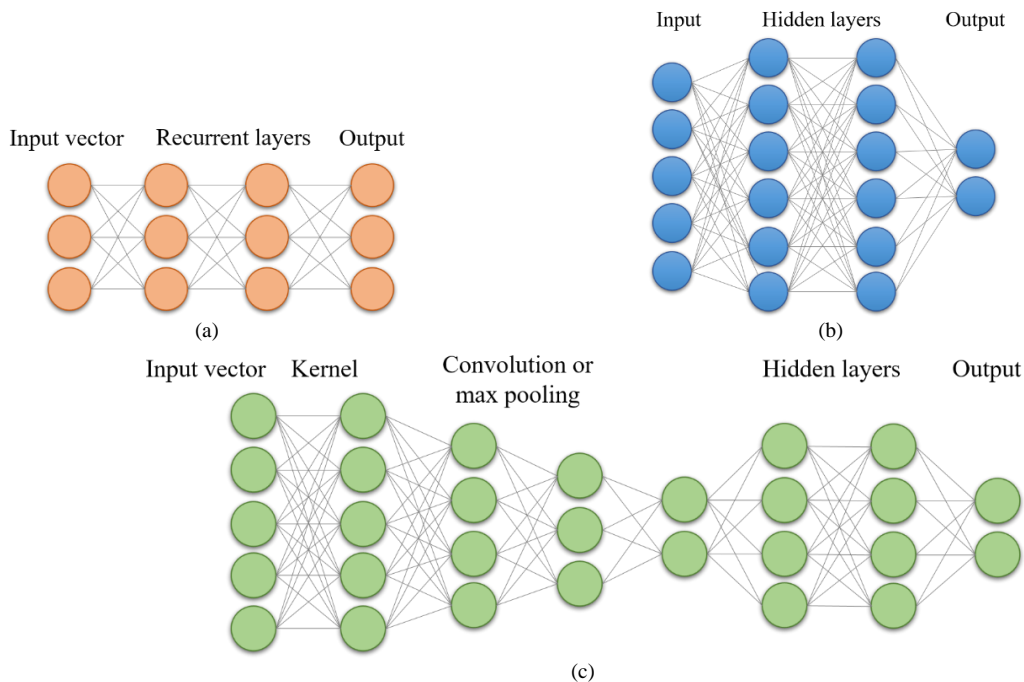 Input vector Recurrent layers Output
(a)
Input Hidden layers Output
(b)
Input vector Kernel Convolution or
max pooling Hidden layers Output
(c)